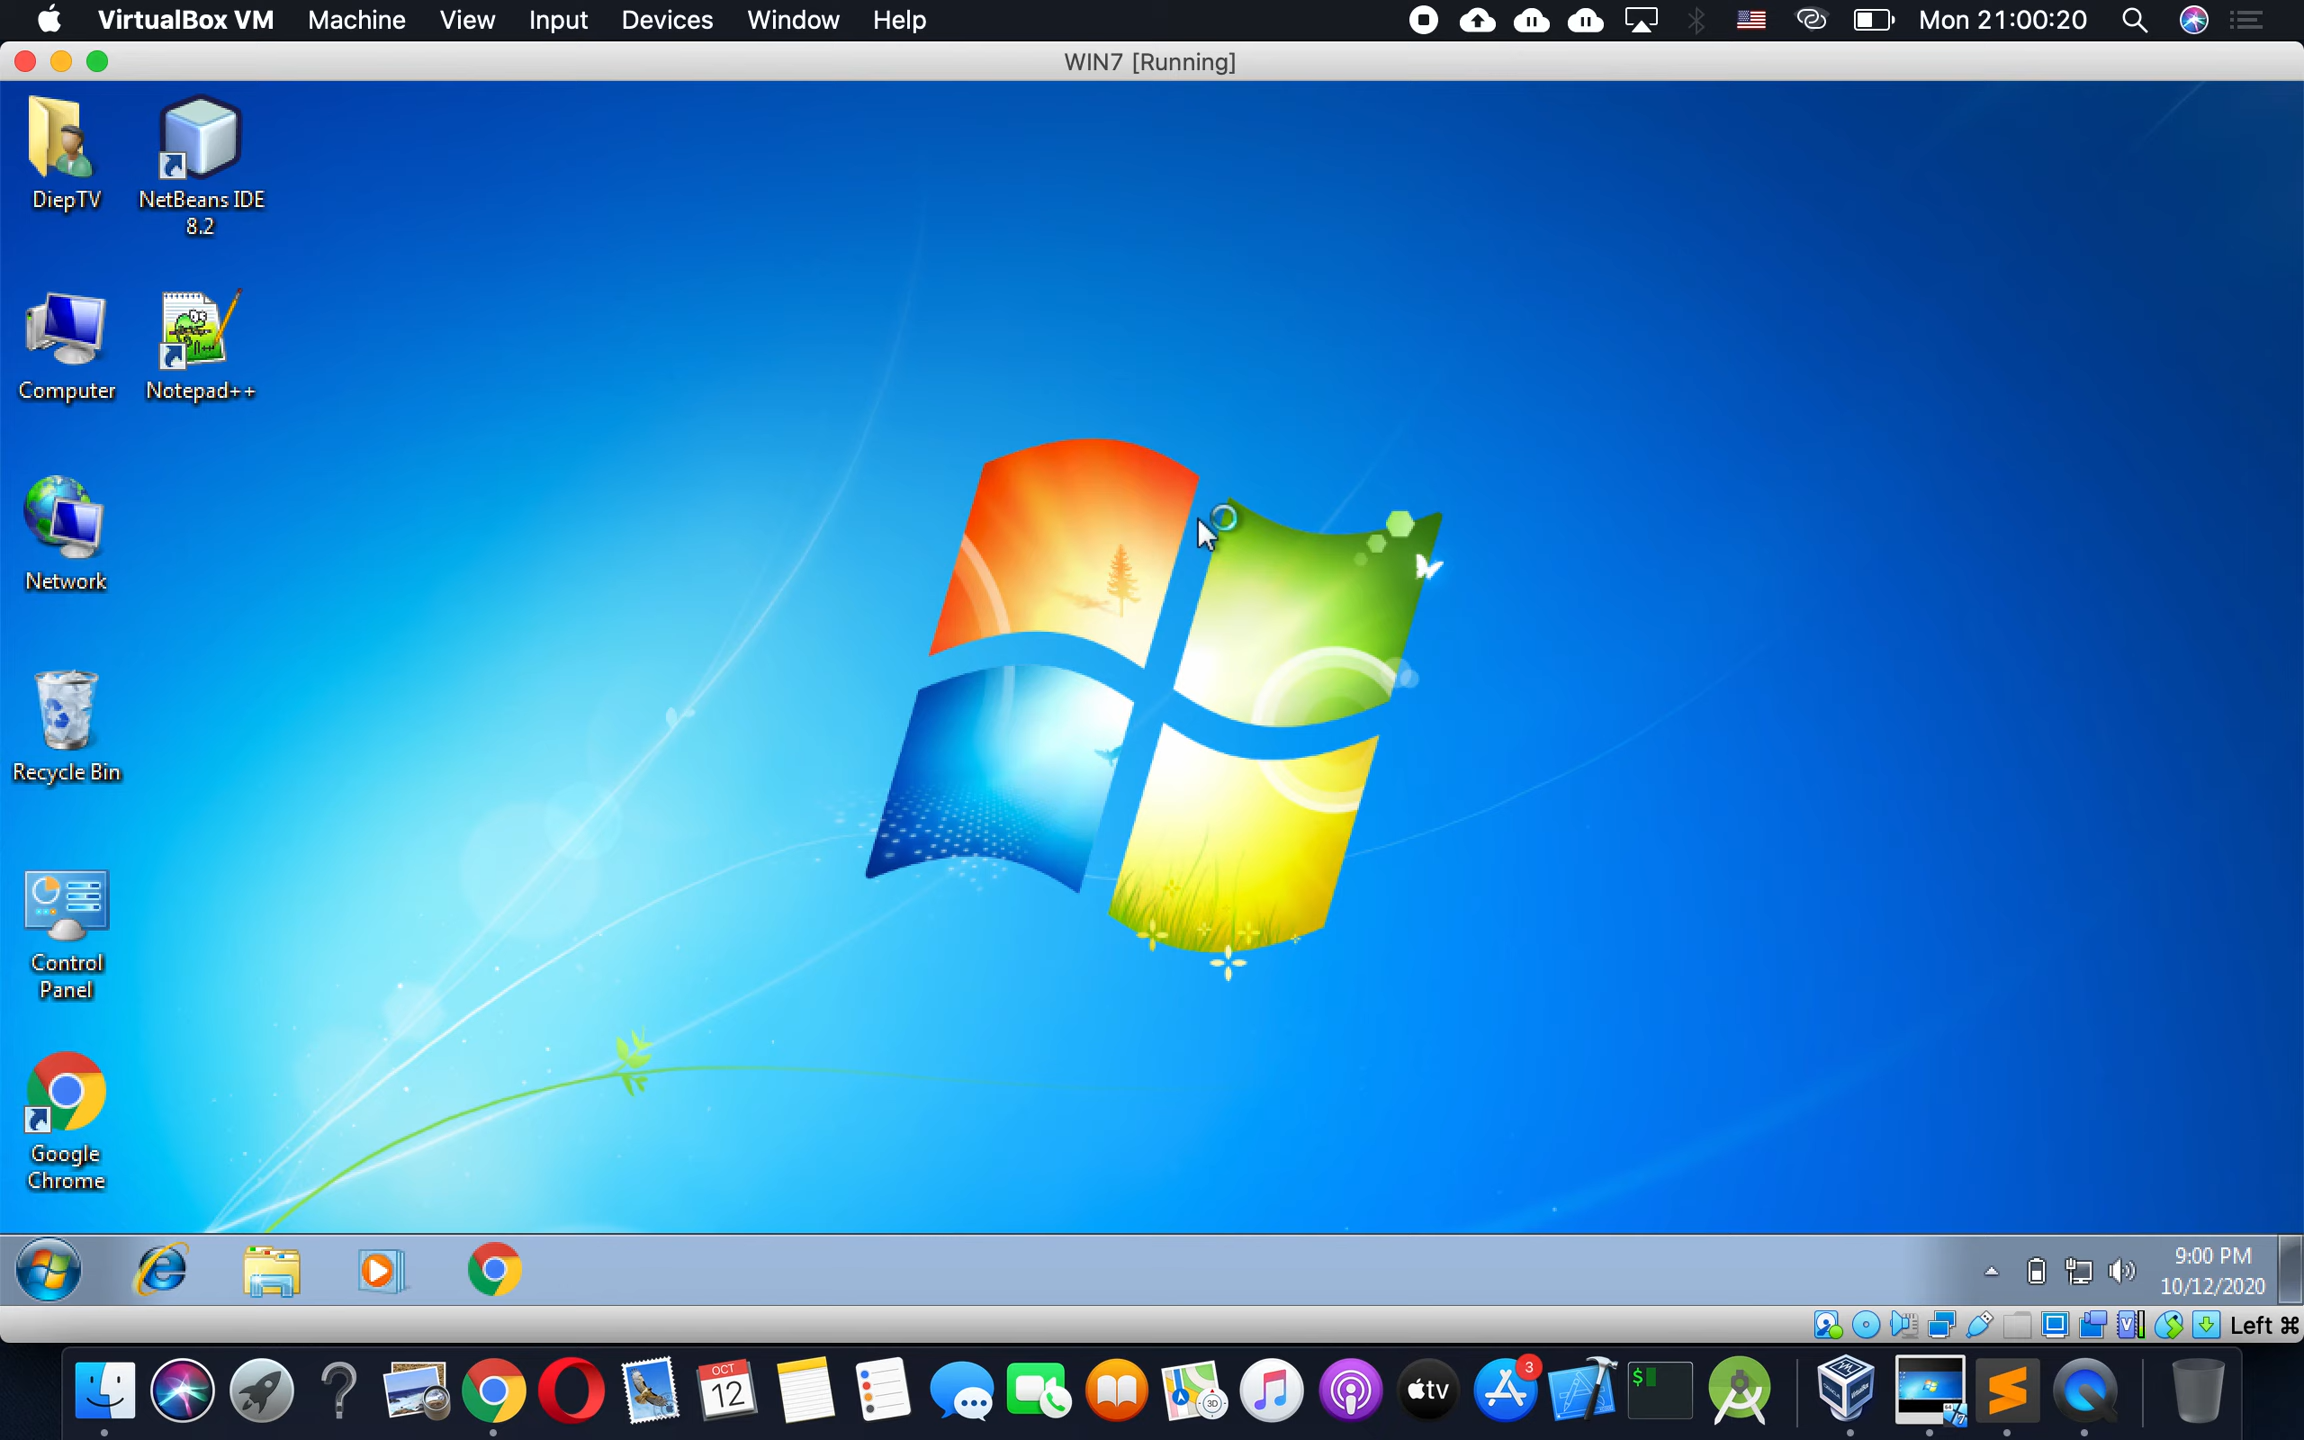 VirtualBox VM Machine View Input Devices Window Help Mon 21:00:20
WIN7 [Running]
DiepTV
NetBeans IDE
8.2
Computer
Notepad++
Network
Recycle Bin
Control
Panel
Google
Chrome
9:00 PM
10/12/2020
Left ⌘
OCT
12
3D
tv
3
$